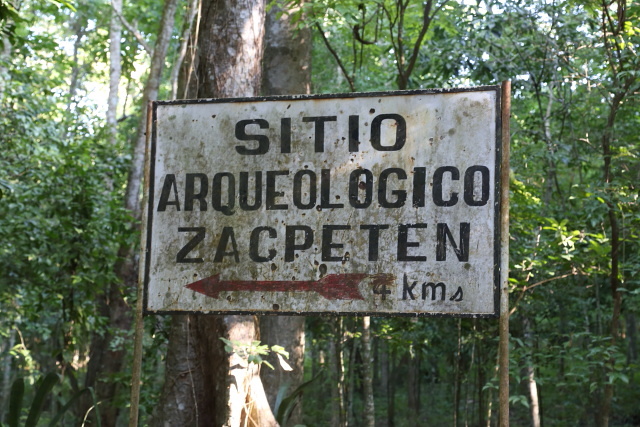 SITIO
ARQUEOLOGICO
ZACPETEN
4 kms